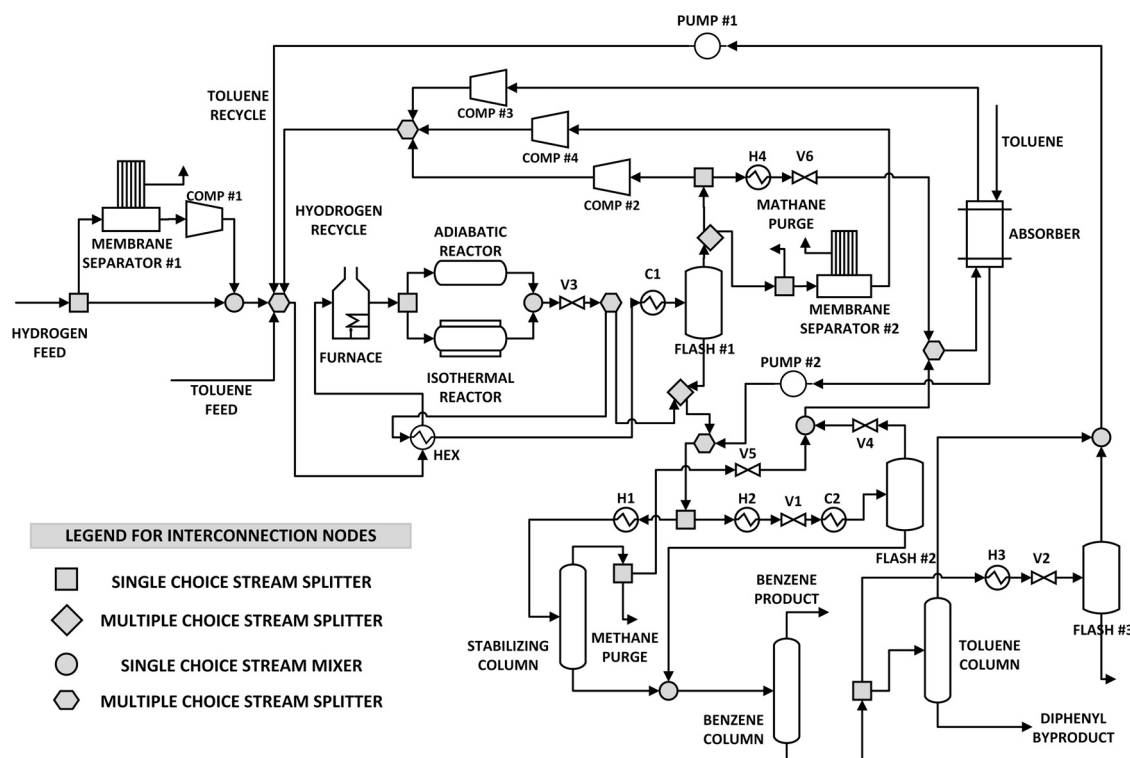 PUMP #1
TOLUENE
RECYCLE
COMP #3
COMP #4
TOLUENE
COMP #1
COMP #2
H4
V6
MATHANE
PURGE
HYODROGEN
RECYCLE
MEMBRANE
SEPARATOR #1
ADIABATIC
REACTOR
ABSORBER
V3
C1
MEMBRANE
SEPARATOR #2
HYDROGEN
FEED
FURNACE
FLASH #1
ISOTHERMAL
REACTOR
PUMP #2
TOLUENE
FEED
HEX
V4
V5
H1
H2
V1
C2
FLASH #2
LEGEND FOR INTERCONNECTION NODES
SINGLE CHOICE STREAM SPLITTER
MULTIPLE CHOICE STREAM SPLITTER
SINGLE CHOICE STREAM MIXER
MULTIPLE CHOICE STREAM SPLITTER
H3
V2
BENZENE
PRODUCT
STABILIZING
COLUMN
METHANE
PURGE
TOLUENE
COLUMN
FLASH #3
BENZENE
COLUMN
DIPHENYL
BYPRODUCT